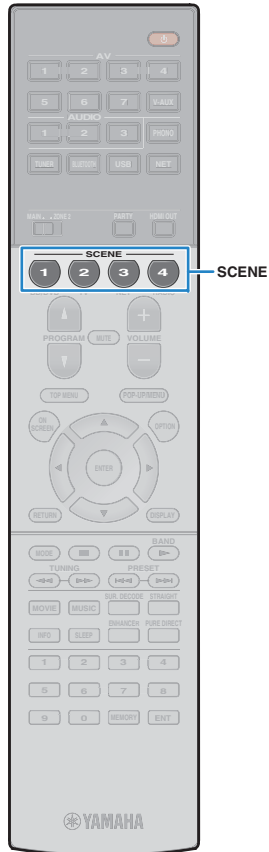 AV
1 2 3 4
5 6 7 V-AUX
AUDIO
1 2 3 PHONO
TUNER BLUETOOTH USB NET
MAIN ZONE2 PARTY HDMI OUT
SCENE
1 2 3 4 SCENE
PROGRAM MUTE VOLUME
TOP MENU POP-UP/MENU
ON SCREEN OPTION
ENTER
RETURN DISPLAY
BAND
MODE
TUNING PRESET
MOVIE MUSIC SUR. DECODE STRAIGHT
INFO SLEEP ENHANCER PURE DIRECT
1 2 3 4
5 6 7 8
9 0 MEMORY ENT
YAMAHA